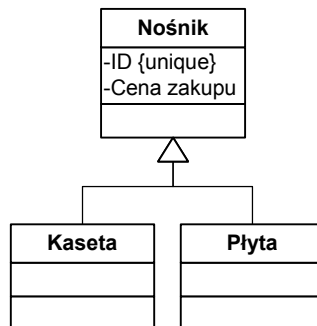 Nośnik
-ID {unique}
-Cena zakupu
Kaseta
Płyta